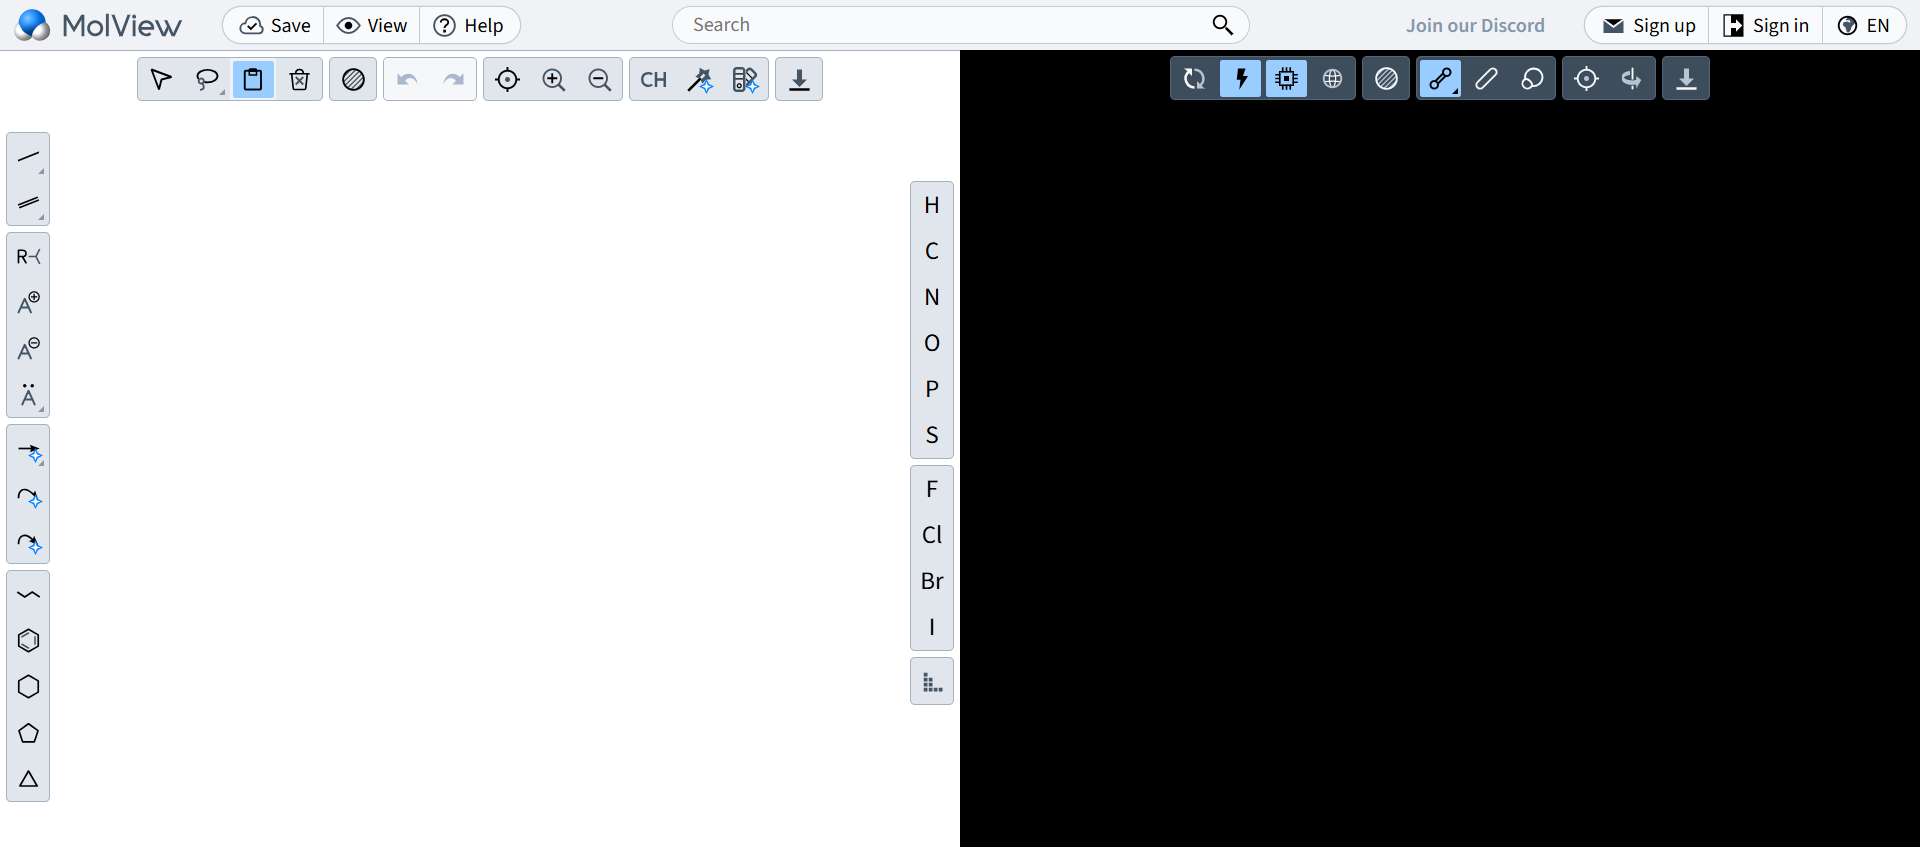 MolView
Save
View
Help
Search
Join our Discord
Sign up
Sign in
EN
CH
R
A
A
Ä
H
C
N
O
P
S
F
Cl
Br
I